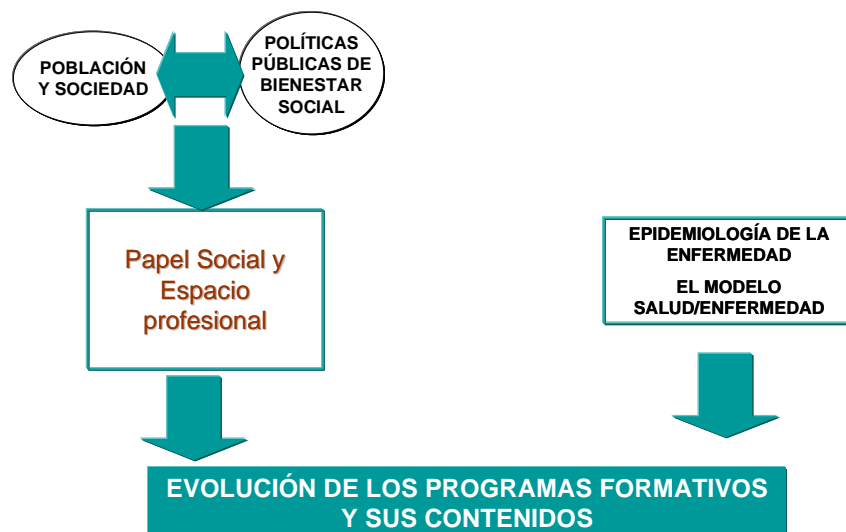 POBLACIÓN
Y SOCIEDAD
POLÍTICAS
PÚBLICAS DE
BIENESTAR
SOCIAL
Papel Social y
Espacio
profesional
EPIDEMIOLOGÍA DE LA
ENFERMEDAD
EL MODELO
SALUD/ENFERMEDAD
EVOLUCIÓN DE LOS PROGRAMAS FORMATIVOS
Y SUS CONTENIDOS